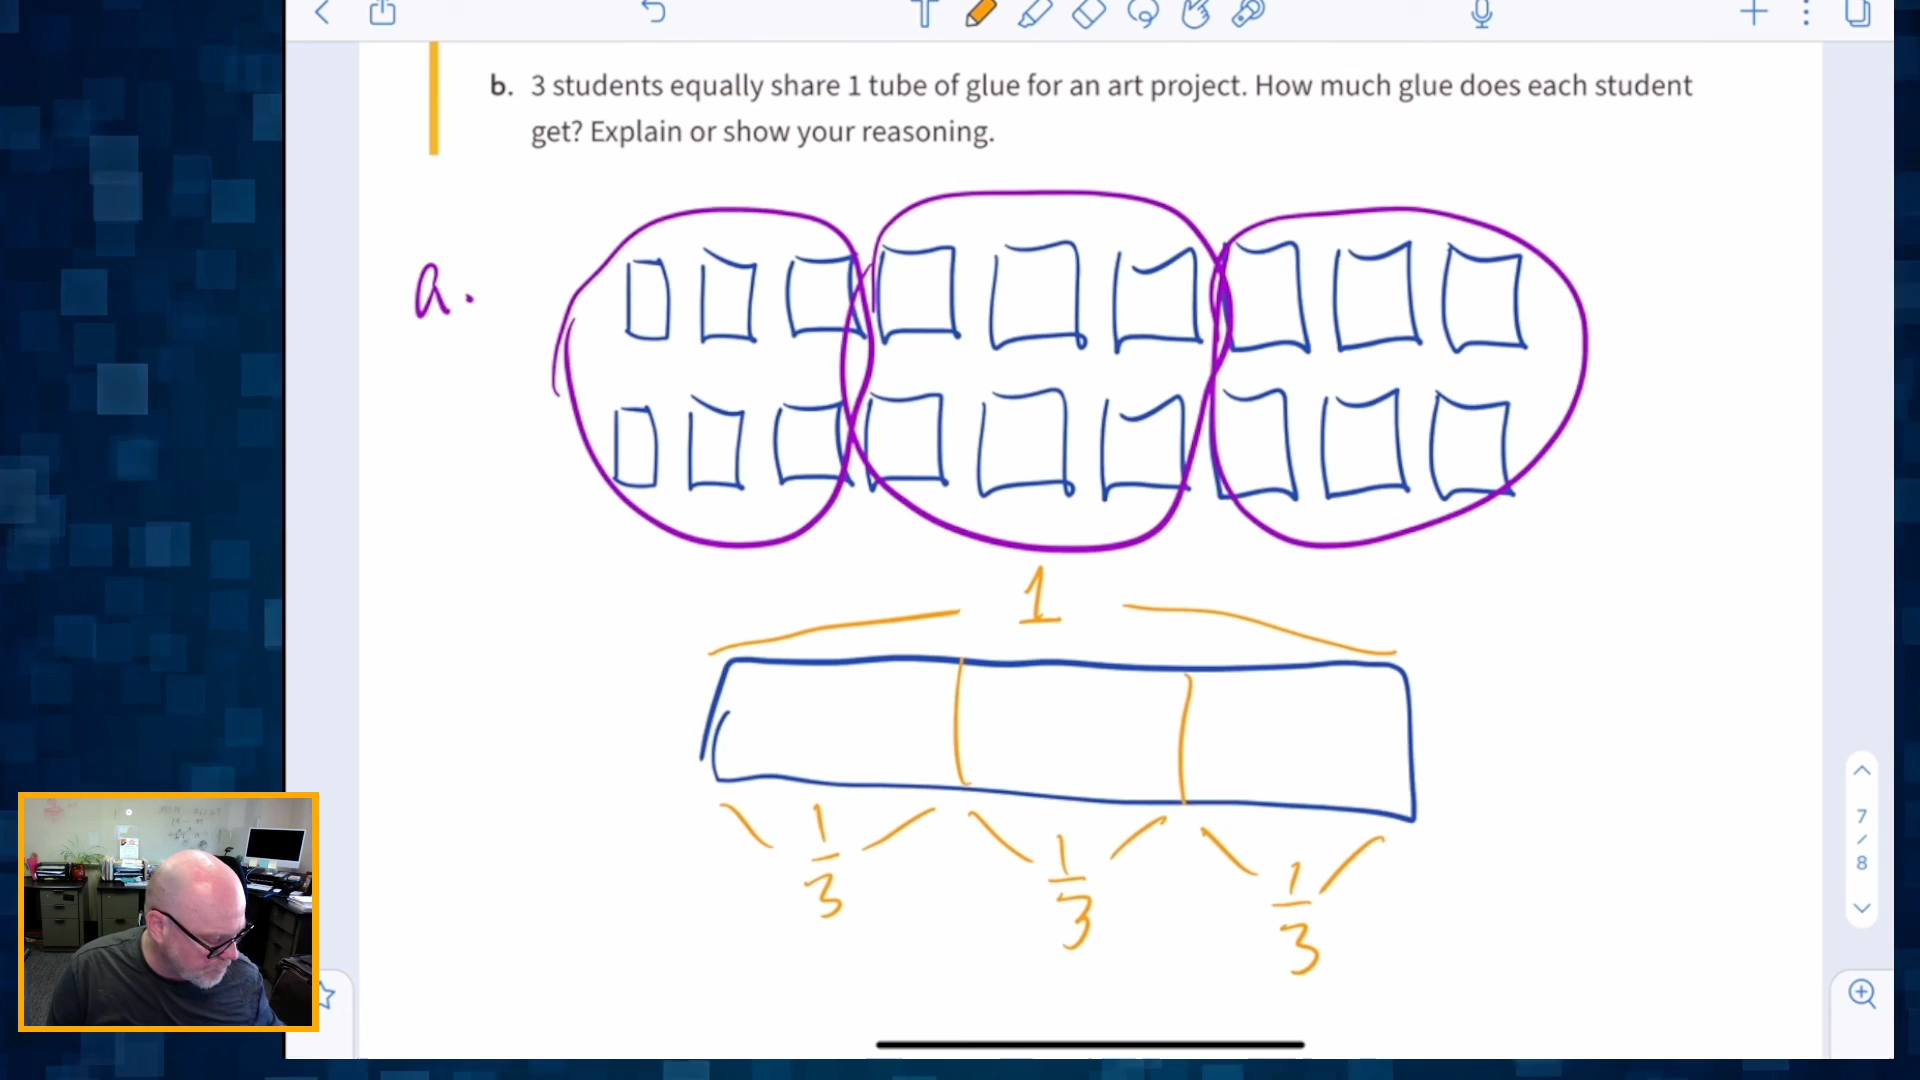 b. 3 students equally share 1 tube of glue for an art project. How much glue does each student
get? Explain or show your reasoning.
a.
1
1/3 1/3 1/3
7
/
8